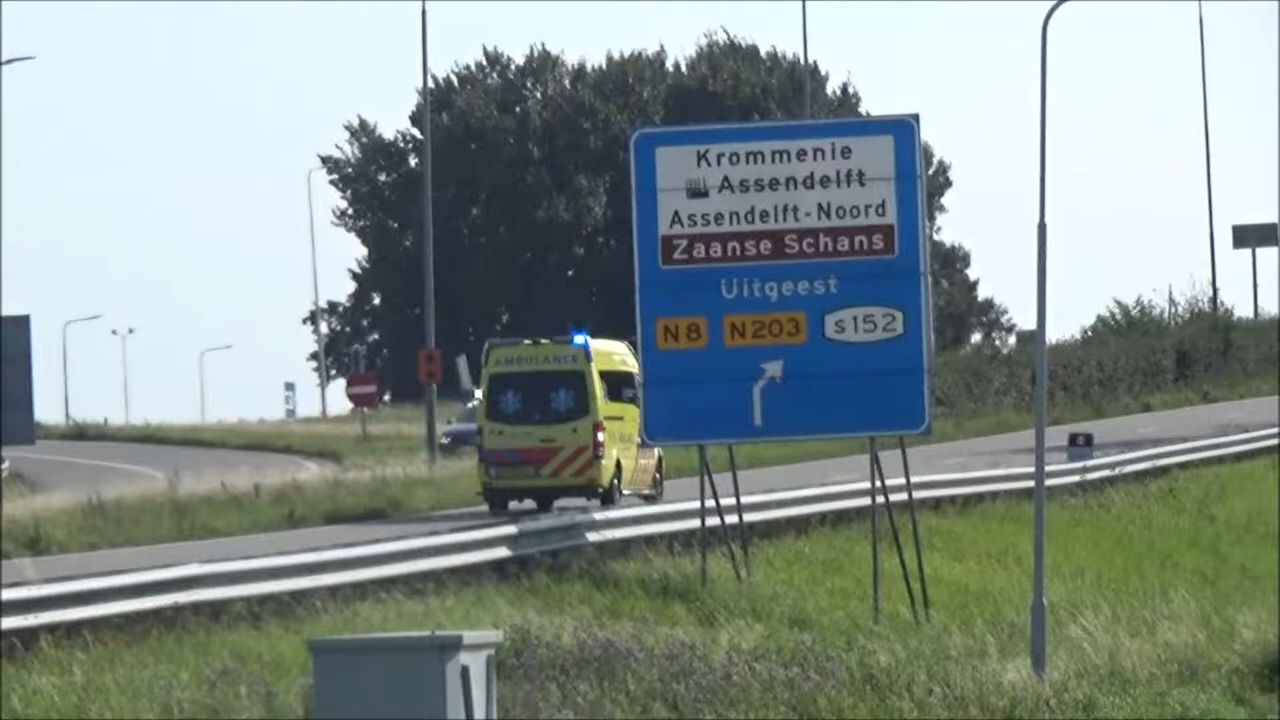 Krommenie
Assendelft
Assendelft-Noord
Zaanse Schans
Uitgeest
N8 N203 s152
AMBULANCE